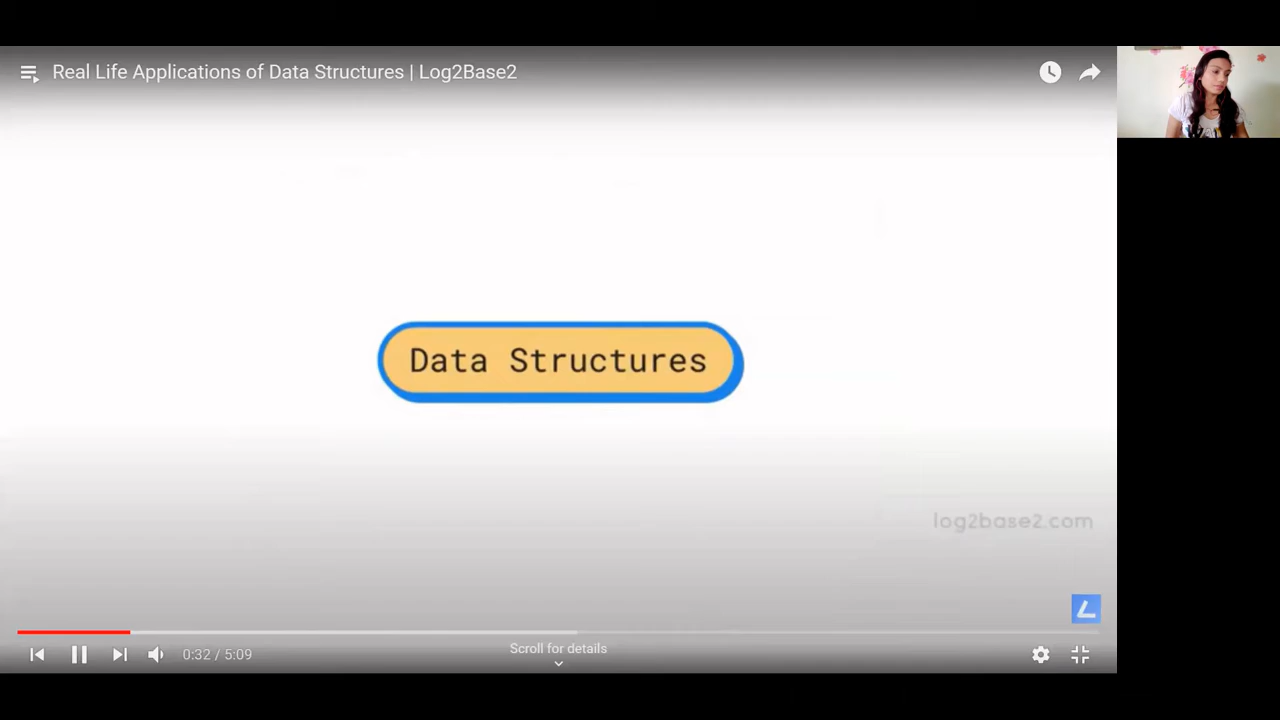 Real Life Applications of Data Structures | Log2Base2
Data Structures
log2base2.com
Scroll for details
0:32 / 5:09